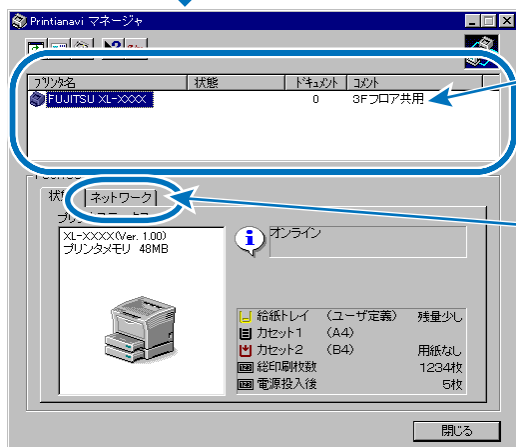 Printianavi マネージャ
プリンタ名 状態 ドキュメント コメント
FUJITSU XL-XXXX 0 3Fフロア共用
ネットワーク
XL-XXXX(Ver. 1.00)
プリンタメモリ 48MB
オンライン
給紙トレイ (ユーザ定義) 残量少し
カセット1 (A4)
カセット2 (B4) 用紙なし
総印刷枚数 1234枚
電源投入後 5枚
閉じる